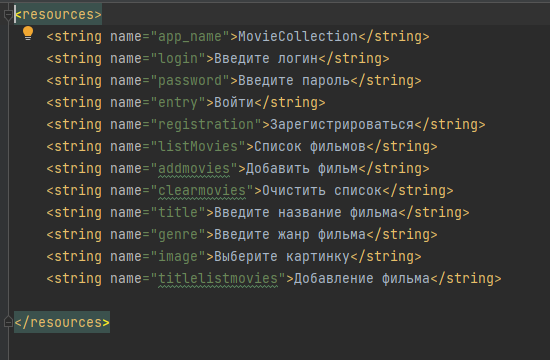 <resources>
    <string name="app_name">MovieCollection</string>
    <string name="login">Введите логин</string>
    <string name="password">Введите пароль</string>
    <string name="entry">Войти</string>
    <string name="registration">Зарегистрироваться</string>
    <string name="listMovies">Список фильмов</string>
    <string name="addmovies">Добавить фильм</string>
    <string name="clearmovies">Очистить список</string>
    <string name="title">Введите название фильма</string>
    <string name="genre">Введите жанр фильма</string>
    <string name="image">Выберите картинку</string>
    <string name="titlelistmovies">Добавление фильма</string>
</resources>